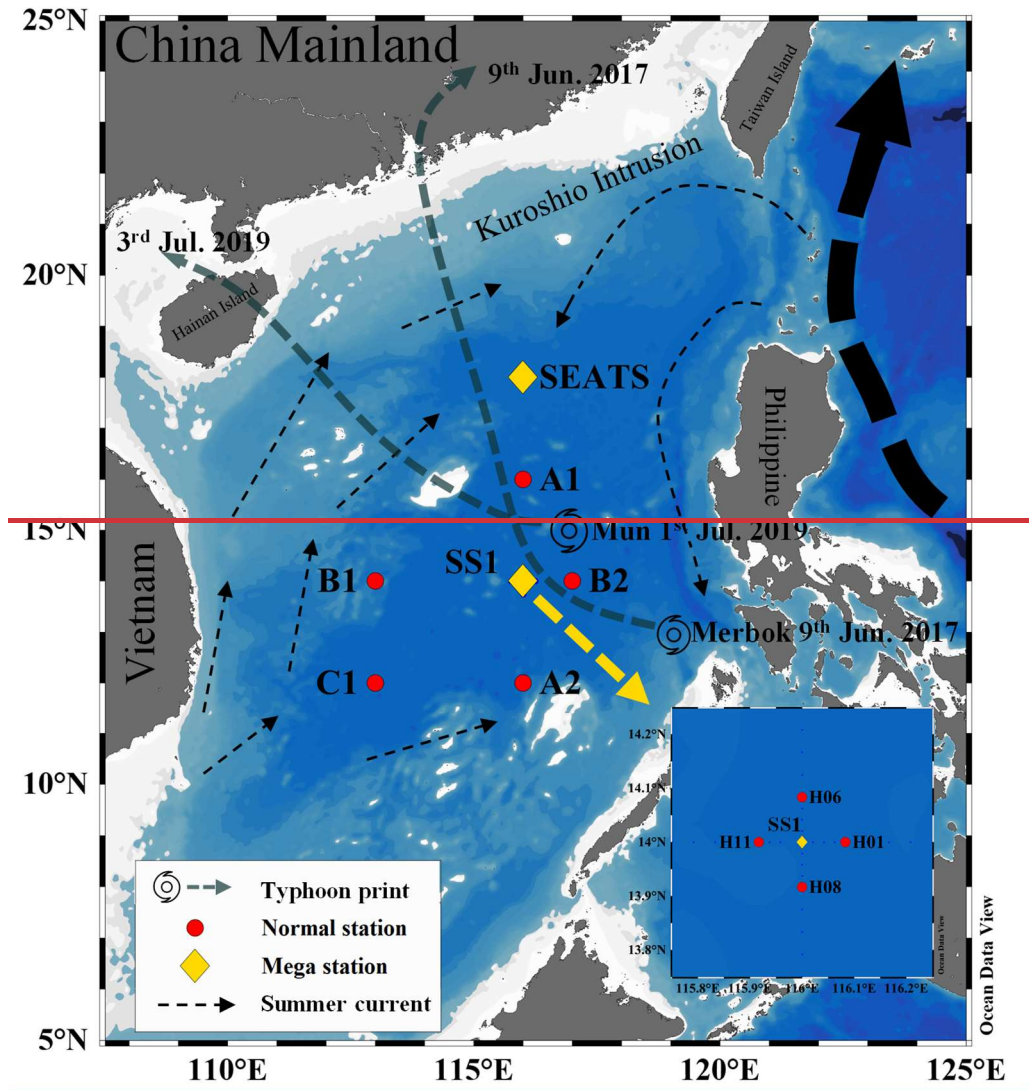 25°N
China Mainland
9th Jun. 2017
Taiwan Island
Kuroshio Intrusion
3rd Jul. 2019
20°N
Hainan Island
SEATS
Philippine
A1
15°N
Mun 1st Jul. 2019
SS1
B1
B2
Vietnam
Merbok 9th Jun. 2017
C1
A2
10°N
14.2°N
14.1°N
H06
SS1
14°N
H11
H01
13.9°N
H08
13.8°N
Ocean Data View
115.8°E 115.9°E 116°E 116.1°E 116.2°E
Typhoon print
Normal station
Mega station
Summer current
Ocean Data View
5°N
110°E 115°E 120°E 125°E